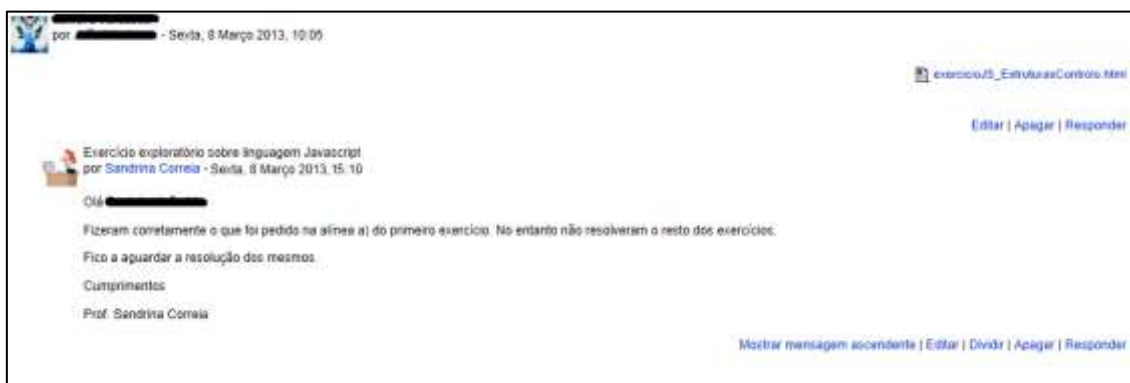 por - Sexta, 8 Março 2013, 10:05
exercicioJS_EstruturasControlo.html
Editar | Apagar | Responder
Exercício exploratório sobre linguagem Javascript
por Sandrina Correia - Sexta, 8 Março 2013, 15:10
Olá
Fizeram corretamente o que foi pedido na alínea a) do primeiro exercício. No entanto não resolveram o resto dos exercícios.
Fico a aguardar a resolução dos mesmos.
Cumprimentos
Prof. Sandrina Correia
Mostrar mensagem ascendente | Editar | Dividir | Apagar | Responder